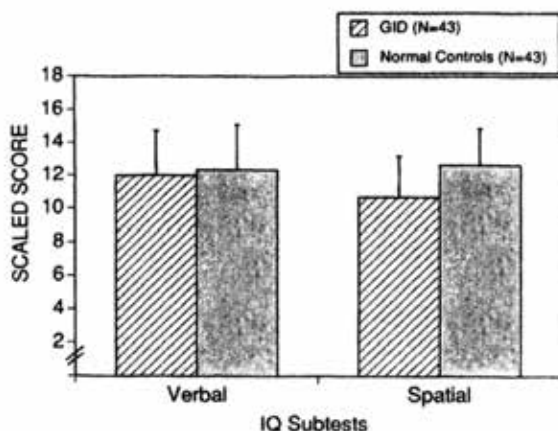 GID (N=43)
Normal Controls (N=43)
18
16
14
12
10
8
6
4
2
SCALED SCORE
Verbal
Spatial
IQ Subtests